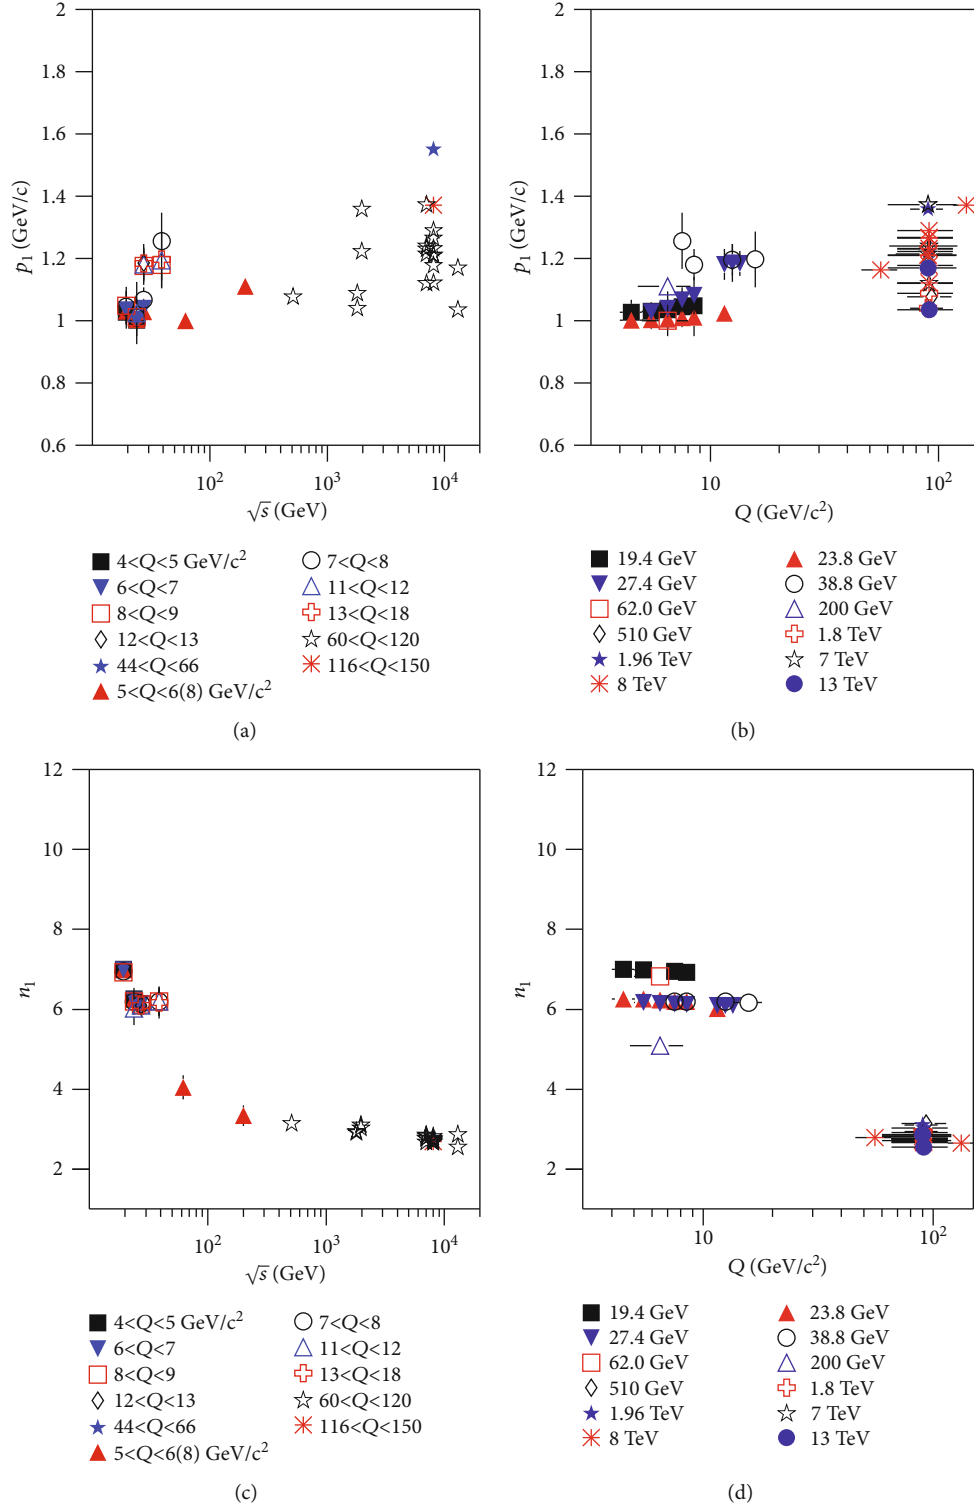 2
1.8
1.6
1.4
1.2
1
0.8
0.6
p1 (GeV/c)
10^2
10^3
10^4
√s (GeV)
4<Q<5 GeV/c^2
7<Q<8
6<Q<7
11<Q<12
8<Q<9
13<Q<18
12<Q<13
60<Q<120
44<Q<66
116<Q<150
5<Q<6(8) GeV/c^2
(a)
2
1.8
1.6
1.4
1.2
1
0.8
0.6
p1 (GeV/c)
10
10^2
Q (GeV/c^2)
19.4 GeV
23.8 GeV
27.4 GeV
38.8 GeV
62.0 GeV
200 GeV
510 GeV
1.8 TeV
1.96 TeV
7 TeV
8 TeV
13 TeV
(b)
12
10
8
6
4
2
n1
10^2
10^3
10^4
√s (GeV)
4<Q<5 GeV/c^2
7<Q<8
6<Q<7
11<Q<12
8<Q<9
13<Q<18
12<Q<13
60<Q<120
44<Q<66
116<Q<150
5<Q<6(8) GeV/c^2
(c)
12
10
8
6
4
2
n1
10
10^2
Q (GeV/c^2)
19.4 GeV
23.8 GeV
27.4 GeV
38.8 GeV
62.0 GeV
200 GeV
510 GeV
1.8 TeV
1.96 TeV
7 TeV
8 TeV
13 TeV
(d)